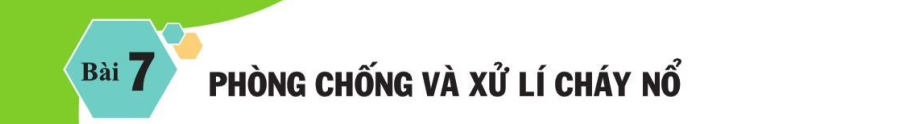 Bài 7
PHÒNG CHỐNG VÀ XỬ LÍ CHÁY NỔ